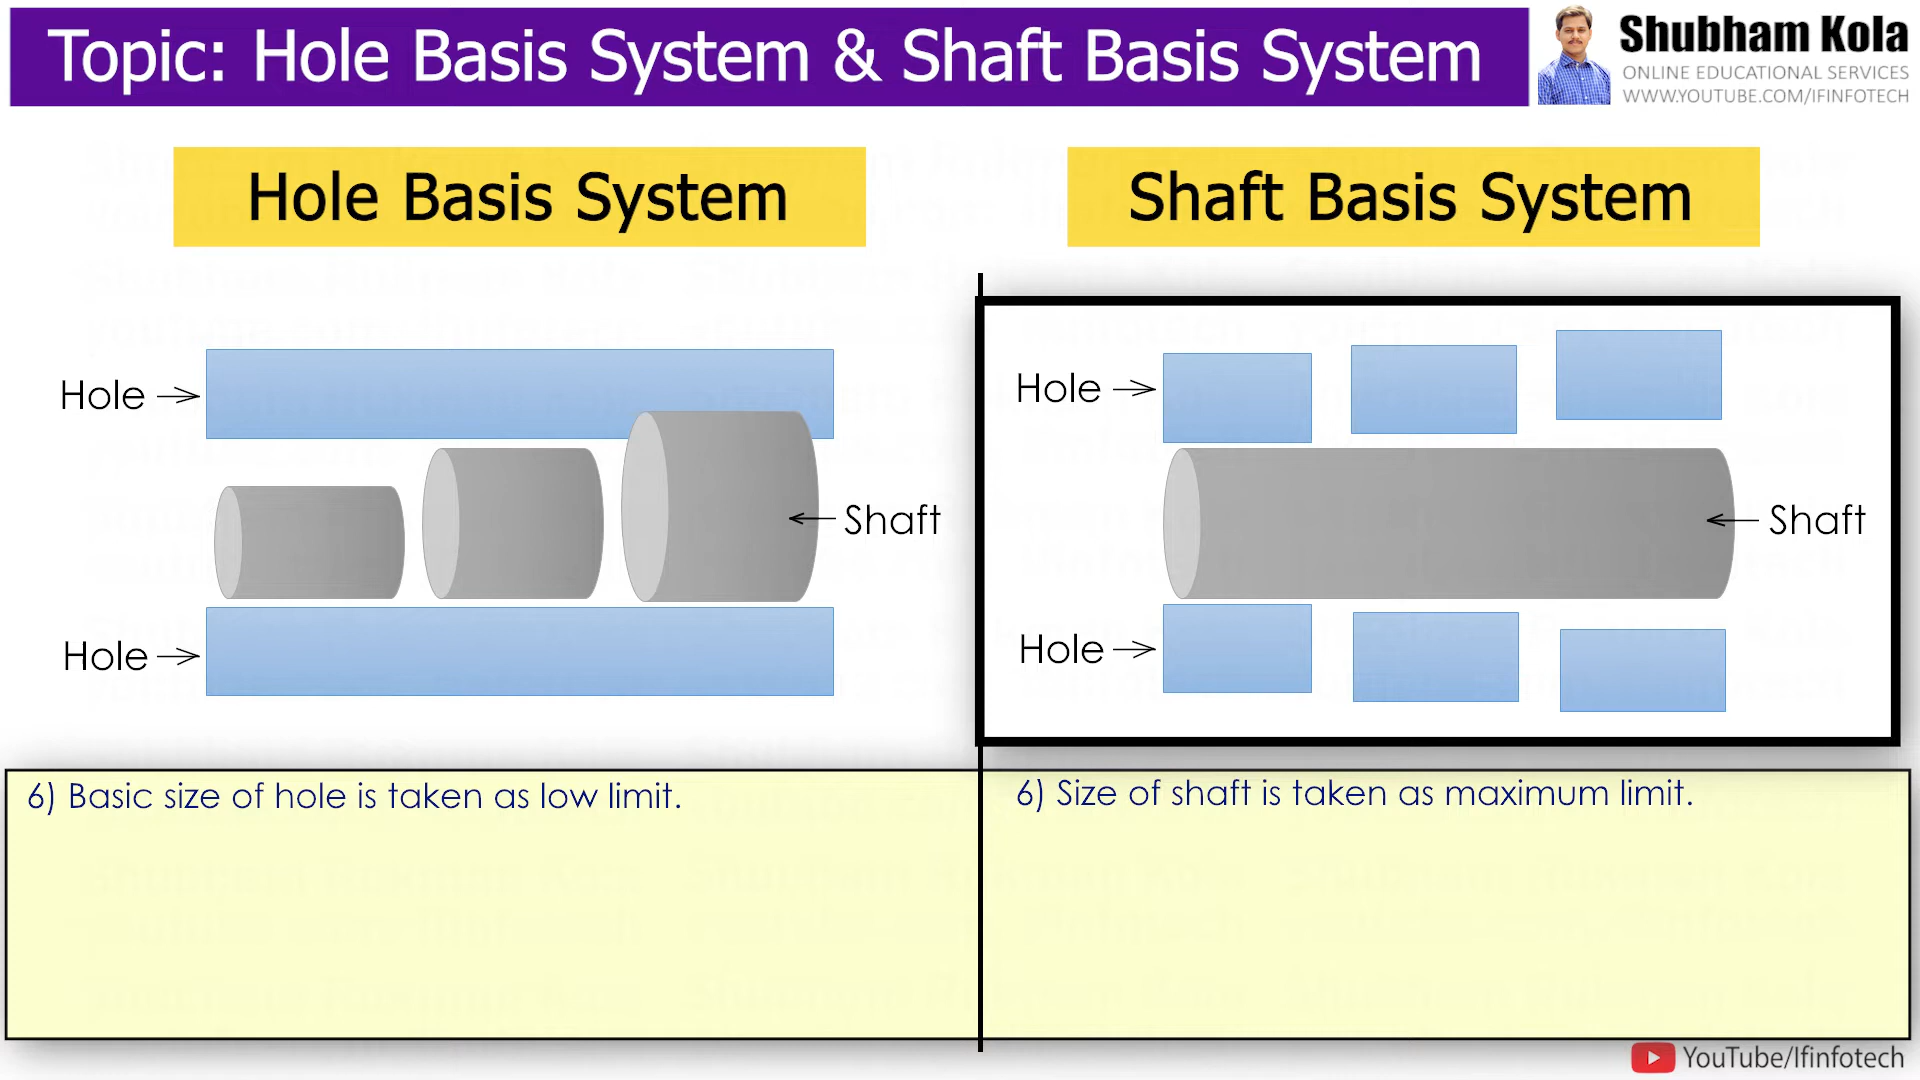 Topic: Hole Basis System & Shaft Basis System
Shubham Kola
ONLINE EDUCATIONAL SERVICES
WWW.YOUTUBE.COM/IFINFOTECH
Hole Basis System
Shaft Basis System
Hole
Shaft
Hole
Hole
Shaft
Hole
6) Basic size of hole is taken as low limit.
6) Size of shaft is taken as maximum limit.
YouTube/Ifinfotech